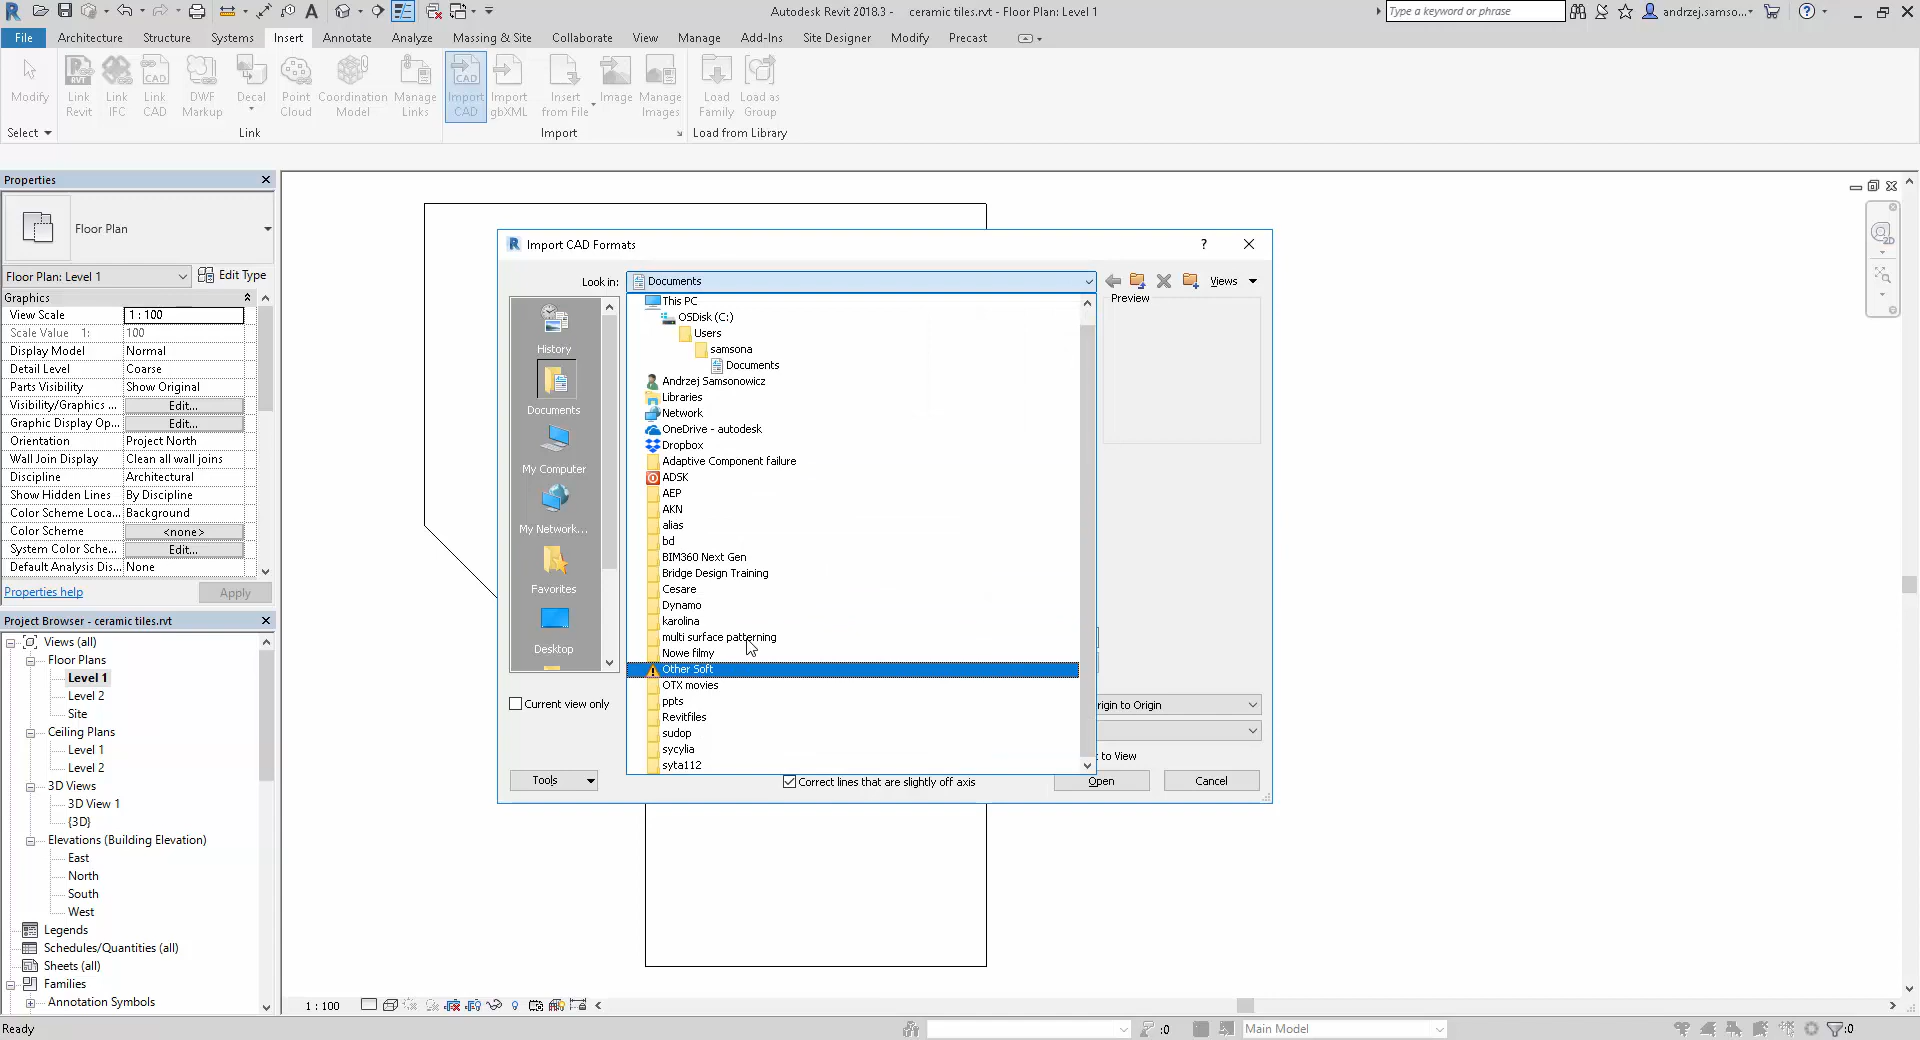 Autodesk Revit 2018.3 - ceramic tiles.rvt - Floor Plan: Level 1
Type a keyword or phrase
andrzej.samso...
File Architecture Structure Systems Insert Annotate Analyze Massing & Site Collaborate View Manage Add-Ins Site Designer Modify Precast
Modify
Link Revit
Link IFC
Link CAD
DWF Markup
Decal
Point Cloud
Coordination Model
Manage Links
Import CAD
Import gbXML
Insert from File
Image
Manage Images
Load Family
Load as Group
Select
Link
Import
Load from Library
Properties
Floor Plan
Floor Plan: Level 1
Edit Type
Graphics
View Scale 1 : 100
Scale Value 1: 100
Display Model Normal
Detail Level Coarse
Parts Visibility Show Original
Visibility/Graphics ... Edit...
Graphic Display Op... Edit...
Orientation Project North
Wall Join Display Clean all wall joins
Discipline Architectural
Show Hidden Lines By Discipline
Color Scheme Loca... Background
Color Scheme <none>
System Color Sche... Edit...
Default Analysis Dis... None
Properties help
Apply
Project Browser - ceramic tiles.rvt
Views (all)
Floor Plans
Level 1
Level 2
Site
Ceiling Plans
Level 1
Level 2
3D Views
3D View 1
{3D}
Elevations (Building Elevation)
East
North
South
West
Legends
Schedules/Quantities (all)
Sheets (all)
Families
Annotation Symbols
Import CAD Formats
?
Look in:
Documents
Views
Preview
History
Documents
My Computer
My Network...
Favorites
Desktop
This PC
OSDisk (C:)
Users
samsona
Documents
Andrzej Samsonowicz
Libraries
Network
OneDrive - autodesk
Dropbox
Adaptive Component failure
ADSK
AEP
AKN
alias
bd
BIM360 Next Gen
Bridge Design Training
Cesare
Dynamo
karolina
multi surface patterning
Nowe filmy
Other Soft
OTX movies
ppts
Revitfiles
sudop
sycylia
syta112
Current view only
rigin to Origin
t to View
Tools
Correct lines that are slightly off axis
Open
Cancel
1 : 100
Ready
:0
Main Model
:0